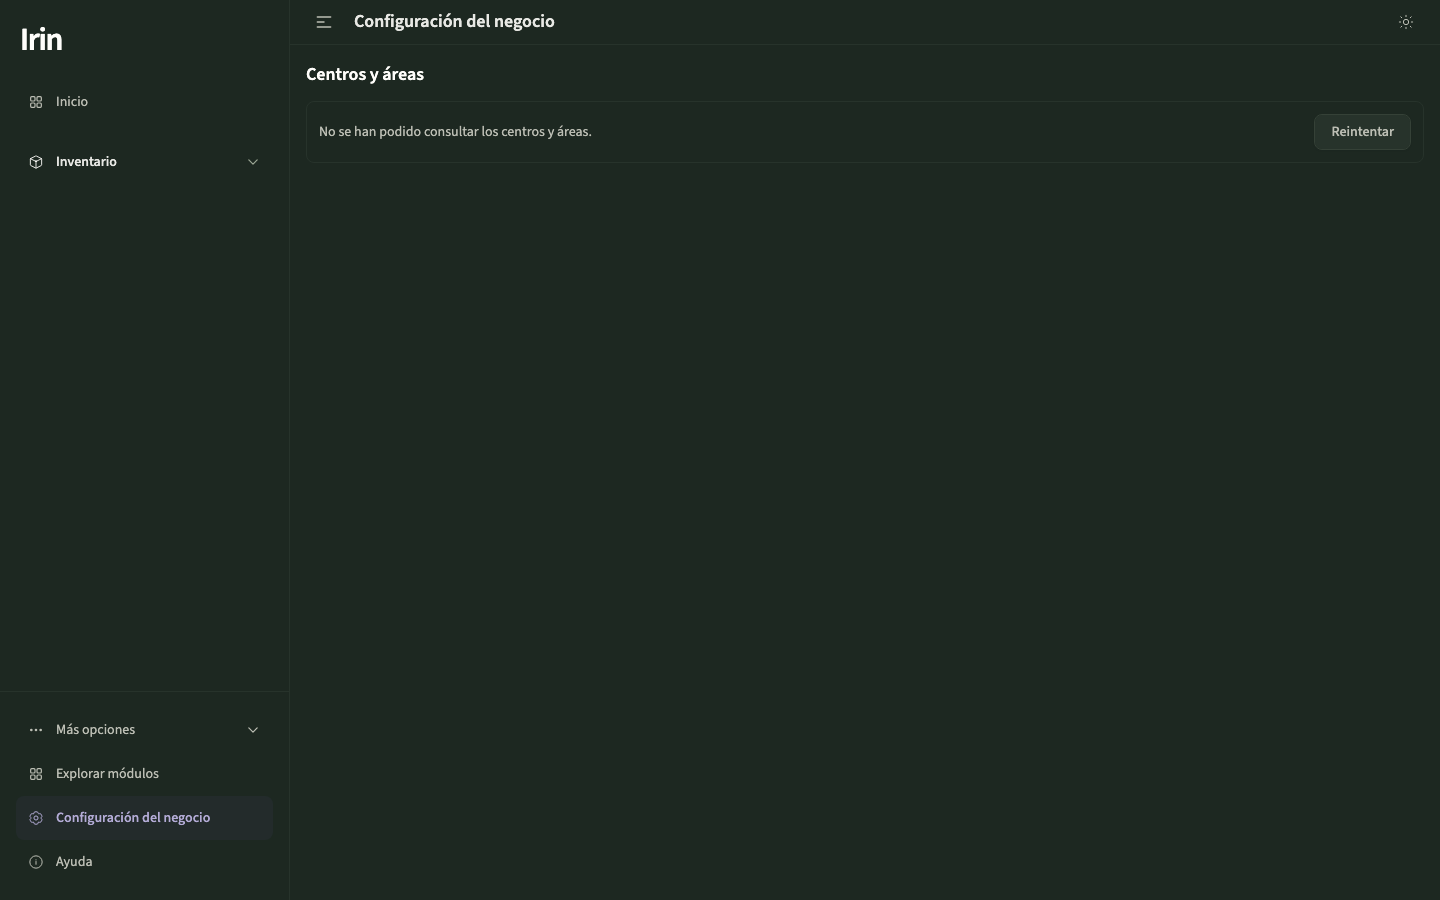 Irin
Configuración del negocio
Inicio
Inventario
Centros y áreas
No se han podido consultar los centros y áreas.
Reintentar
Más opciones
Explorar módulos
Configuración del negocio
Ayuda